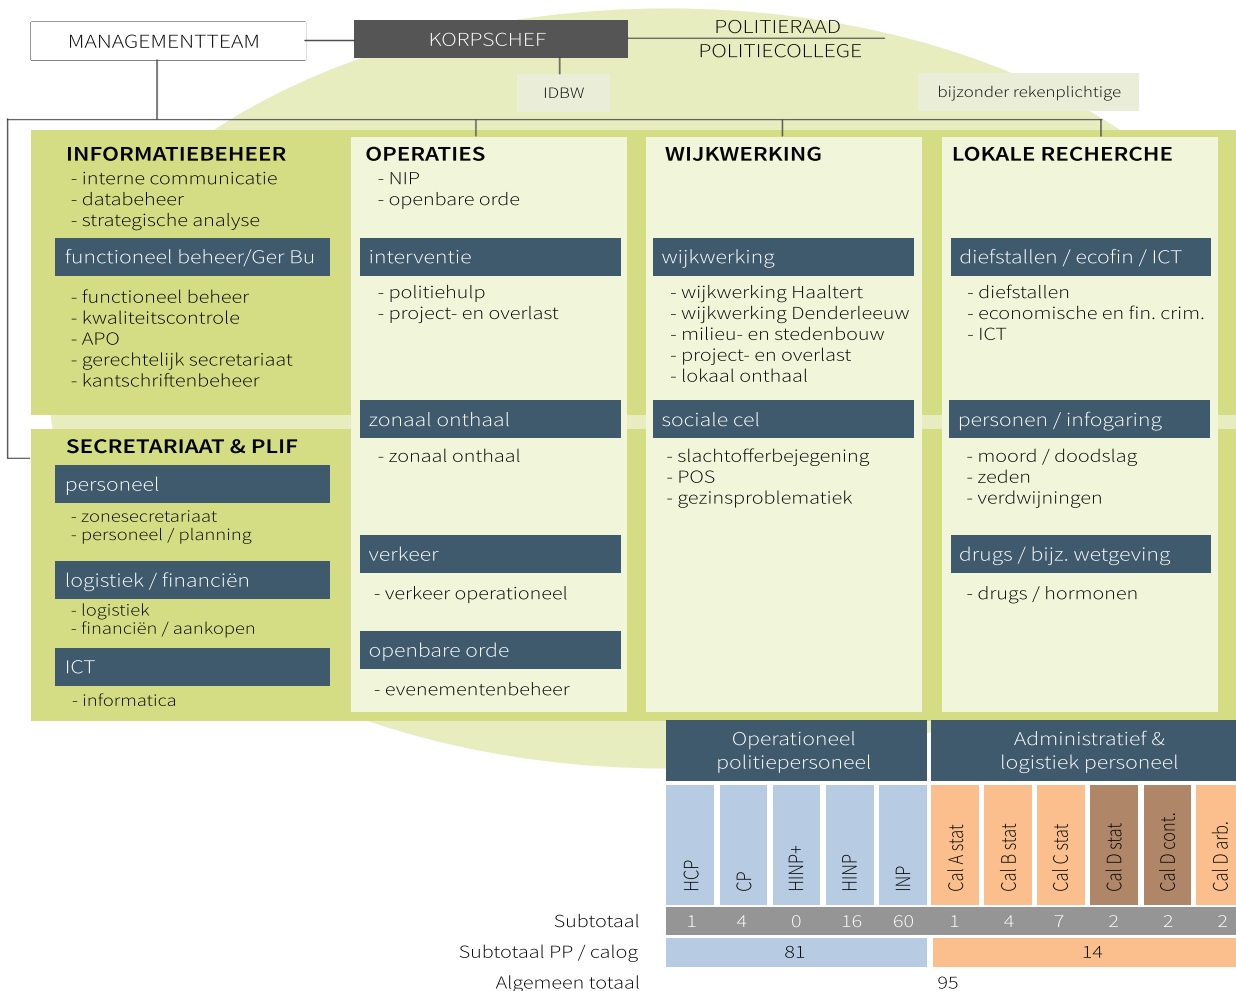 MANAGEMENTTEAM
KORPSCHEF
POLITIERAAD
POLITIECOLLEGE
IDBW
bijzonder rekenplichtige
INFORMATIEBEHEER
- interne communicatie
- databeheer
- strategische analyse
functioneel beheer/Ger Bu
- functioneel beheer
- kwaliteitscontrole
- APO
- gerechtelijk secretariaat
- kantschriftenbeheer
SECRETARIAAT & PLIF
personeel
- zonesecretariaat
- personeel / planning
logistiek / financiën
- logistiek
- financiën / aankopen
ICT
- informatica
OPERATIES
- NIP
- openbare orde
interventie
- politiehulp
- project- en overlast
zonaal onthaal
- zonaal onthaal
verkeer
- verkeer operationeel
openbare orde
- evenementenbeheer
WIJKWERKING
wijkwerking
- wijkwerking Haaltert
- wijkwerking Denderleeuw
- milieu- en stedenbouw
- project- en overlast
- lokaal onthaal
sociale cel
- slachtofferbejegening
- POS
- gezinsproblematiek
LOKALE RECHERCHE
diefstallen / ecofin / ICT
- diefstallen
- economische en fin. crim.
- ICT
personen / infogaring
- moord / doodslag
- zeden
- verdwijningen
drugs / bijz. wetgeving
- drugs / hormonen
Operationeel
politiepersoneel
Administratief &
logistiek personeel
HCP
CP
HINP+
HINP
INP
Cal A stat
Cal B stat
Cal C stat
Cal D stat
Cal D cont.
Cal D arb.
Subtotaal 1 4 0 16 60 1 4 7 2 2 2
Subtotaal PP / calog 81 14
Algemeen totaal 95